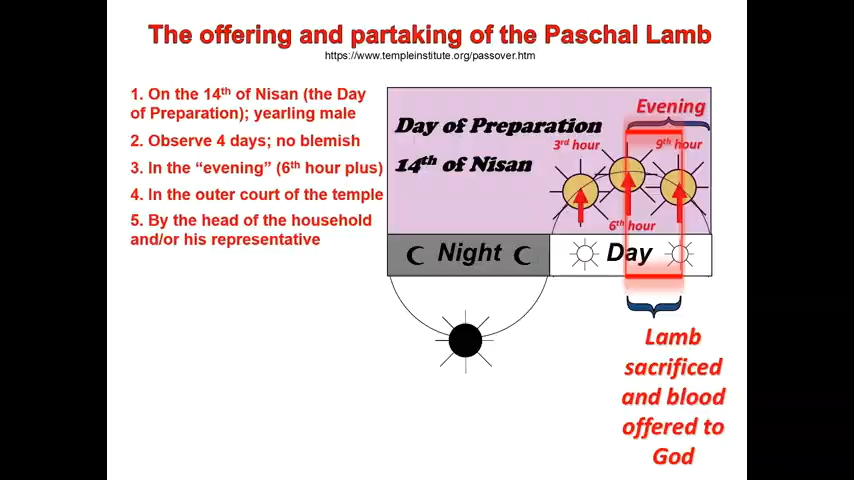 The offering and partaking of the Paschal Lamb
https://www.templeinstitute.org/passover.htm
1. On the 14th of Nisan (the Day
of Preparation); yearling male
2. Observe 4 days; no blemish
3. In the “evening” (6th hour plus)
4. In the outer court of the temple
5. By the head of the household
and/or his representative
Evening
Day of Preparation
3rd hour
9th hour
14th of Nisan
6th hour
Night
Day
Lamb
sacrificed
and blood
offered to
God